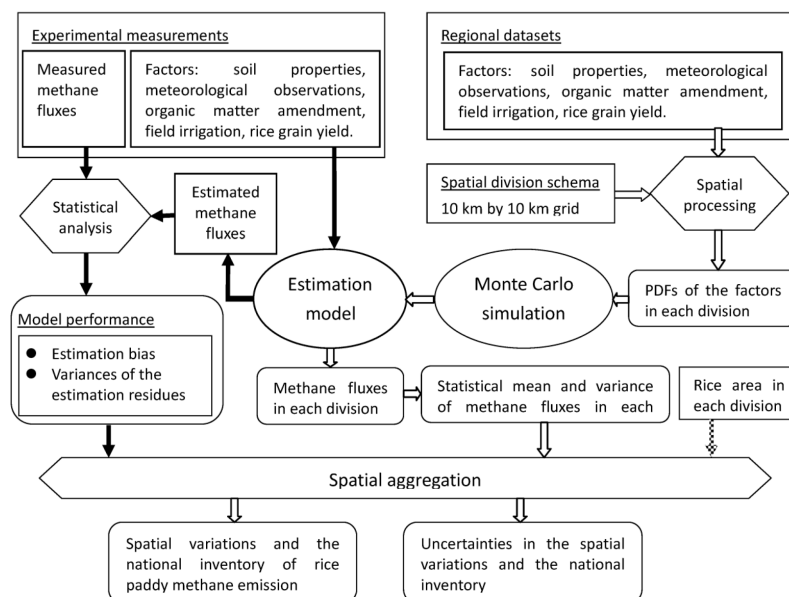 Experimental measurements
Measured
methane
fluxes
Factors: soil properties,
meteorological
observations,
organic matter amendment,
field irrigation, rice grain yield.
Regional datasets
Factors: soil properties, meteorological
observations, organic matter amendment,
field irrigation, rice grain yield.
Spatial division schema
10 km by 10 km grid
Spatial
processing
Statistical
analysis
Estimated
methane
fluxes
Estimation
model
Monte Carlo
simulation
PDFs of the factors
in each division
Model performance
● Estimation bias
● Variances of the
estimation residues
Methane fluxes
in each division
Statistical mean and variance
of methane fluxes in each
Rice area in
each division
Spatial aggregation
Spatial variations and the
national inventory of rice
paddy methane emission
Uncertainties in the spatial
variations and the national
inventory